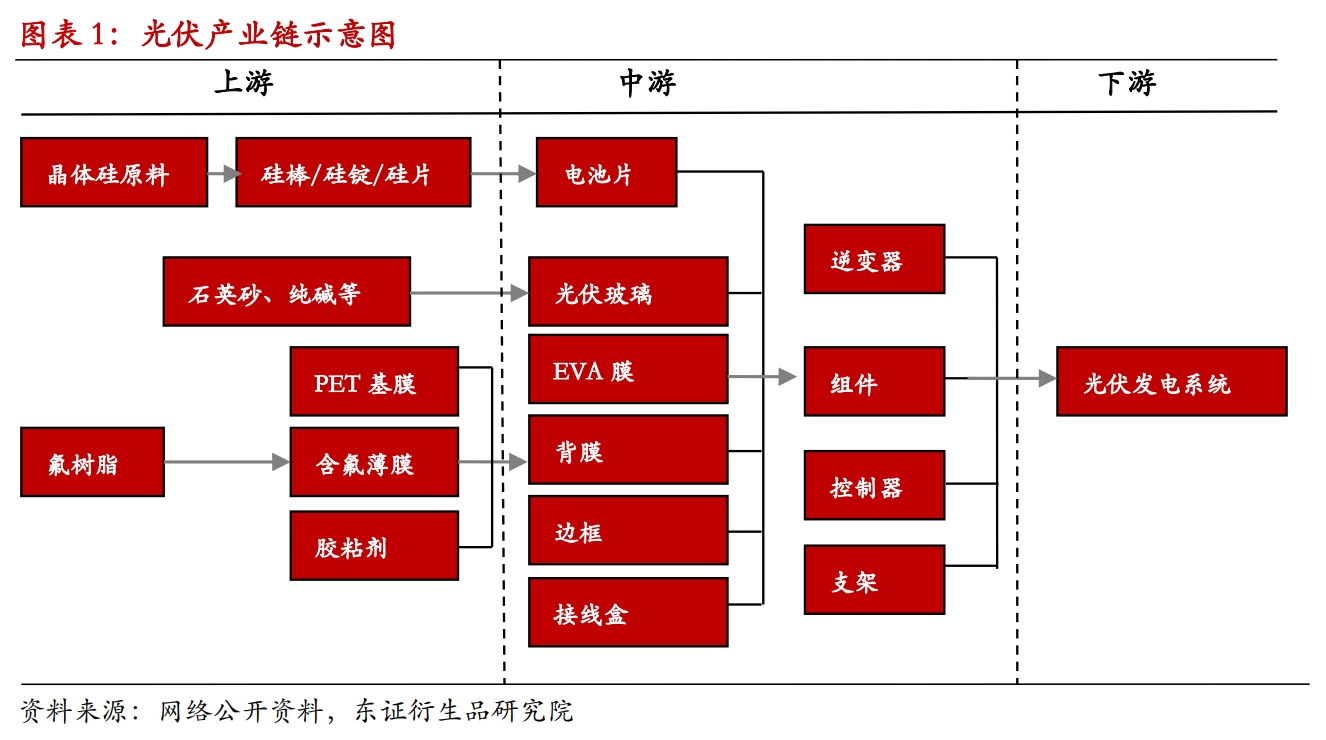 图表 1：光伏产业链示意图
上游 中游 下游
晶体硅原料 硅棒/硅锭/硅片 电池片
逆变器
石英砂、纯碱等 光伏玻璃
PET 基膜 EVA 膜 组件 光伏发电系统
氟树脂 含氟薄膜 背膜
控制器
胶粘剂 边框
支架
接线盒
资料来源：网络公开资料，东证衍生品研究院